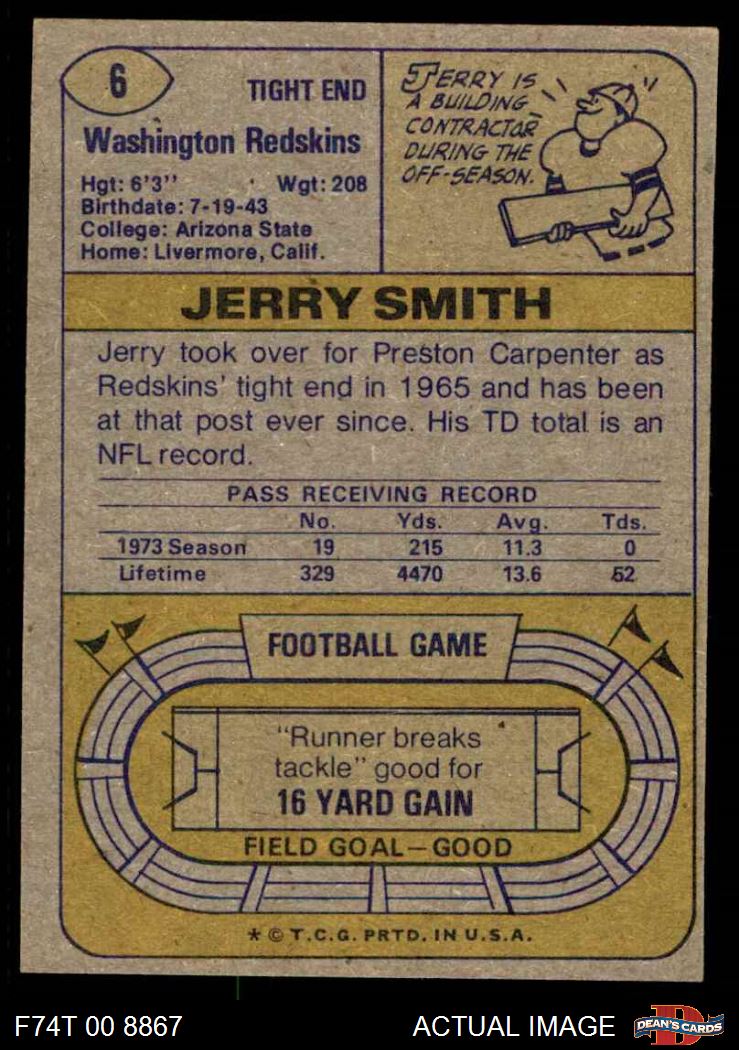 6
TIGHT END
Washington Redskins
Hgt: 6'3'' Wgt: 208
Birthdate: 7-19-43
College: Arizona State
Home: Livermore, Calif.
JERRY IS
A BUILDING
CONTRACTOR
DURING THE
OFF-SEASON.
JERRY SMITH
Jerry took over for Preston Carpenter as
Redskins' tight end in 1965 and has been
at that post ever since. His TD total is an
NFL record.
PASS RECEIVING RECORD
No. Yds. Avg. Tds.
1973 Season 19 215 11.3 0
Lifetime 329 4470 13.6 52
FOOTBALL GAME
"Runner breaks
tackle" good for
16 YARD GAIN
FIELD GOAL—GOOD
* © T.C.G. PRTD. IN U.S.A.
F74T 00 8867 ACTUAL IMAGE
D
DEAN'S CARDS